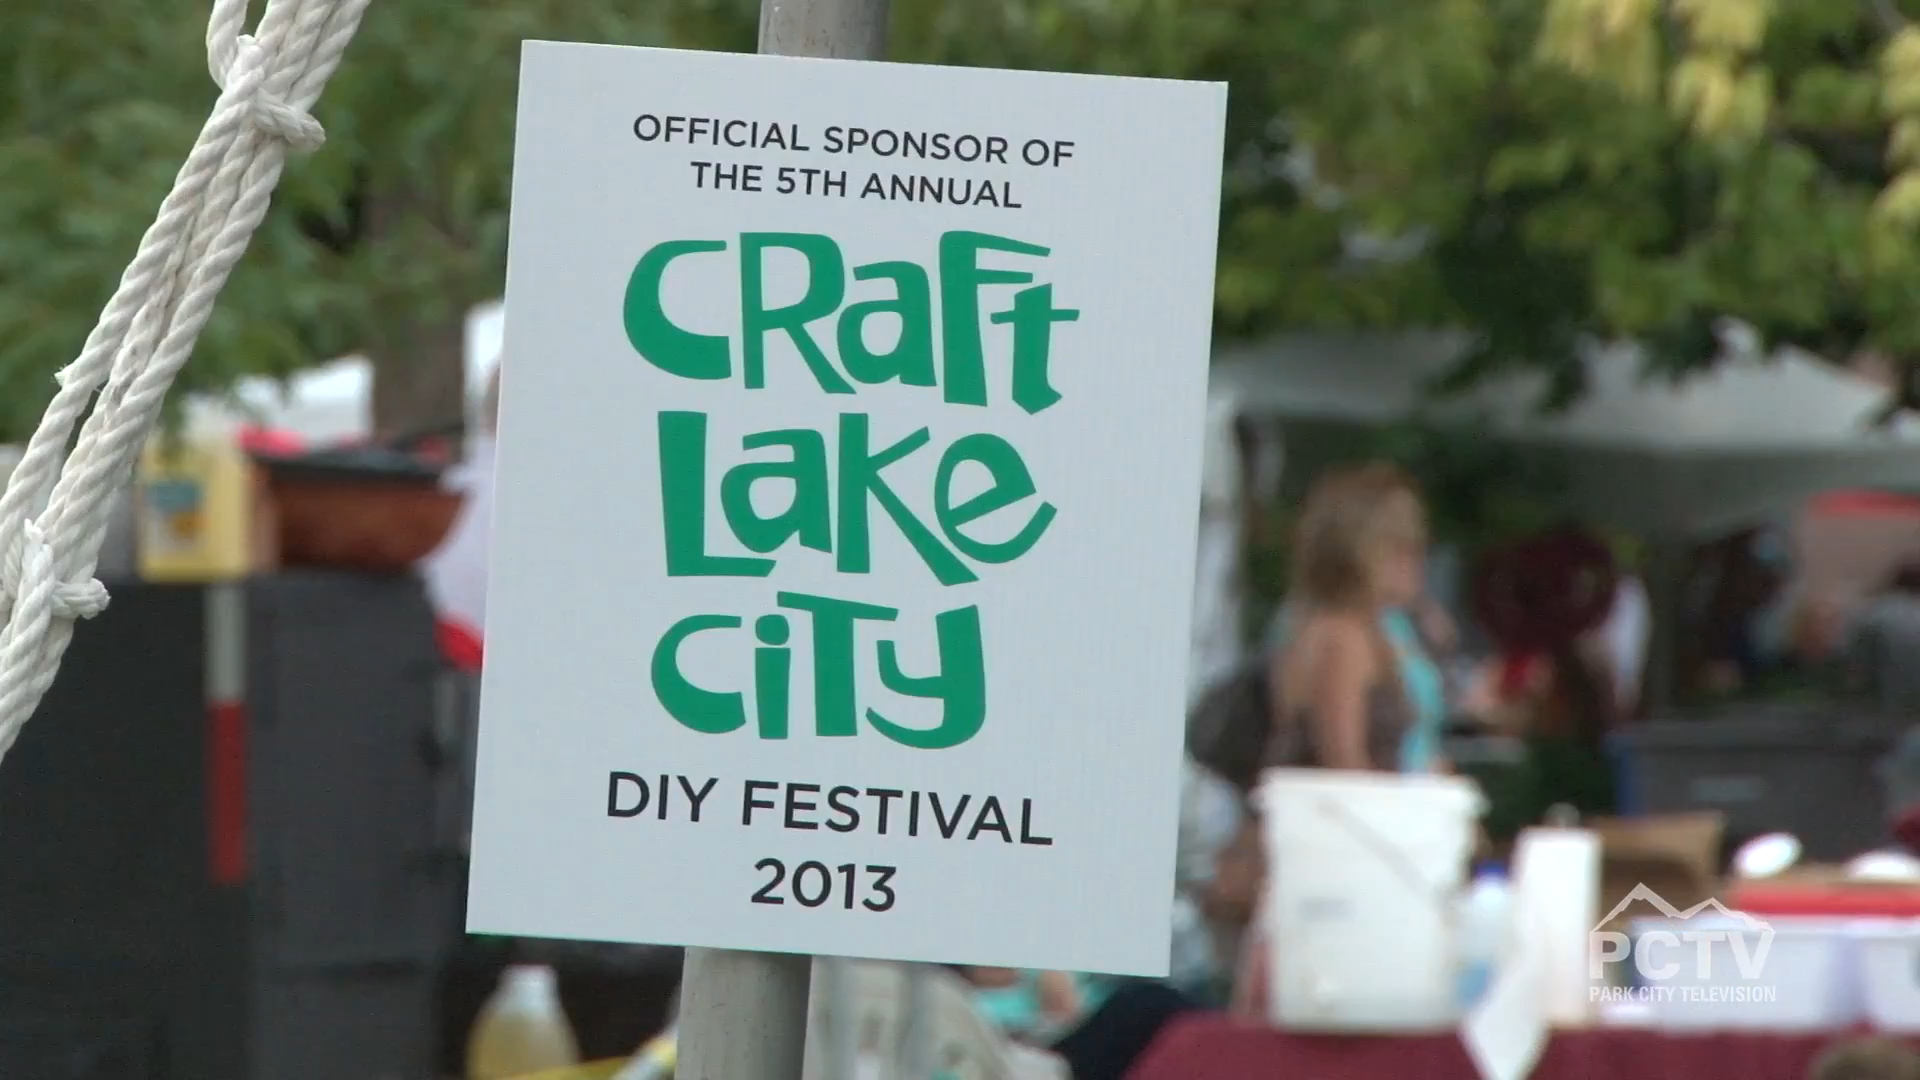 OFFICIAL SPONSOR OF
THE 5TH ANNUAL
CRaFt
Lake
CiTy
DIY FESTIVAL
2013
PCTV
PARK CITY TELEVISION